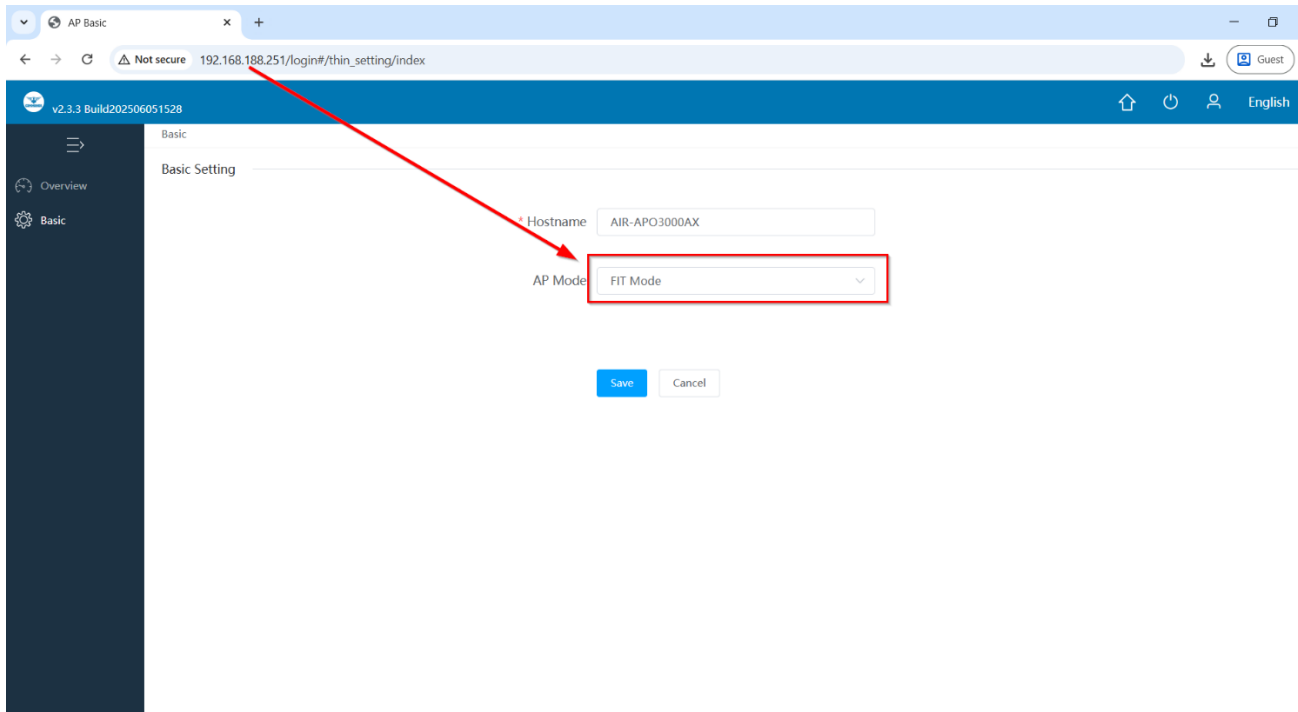 AP Basic
Not secure 192.168.188.251/login#/thin_setting/index
Guest
v2.3.3 Build202506051528
English
Basic
Basic Setting
Overview
Basic
* Hostname AIR-APO3000AX
AP Mode FIT Mode
Save Cancel